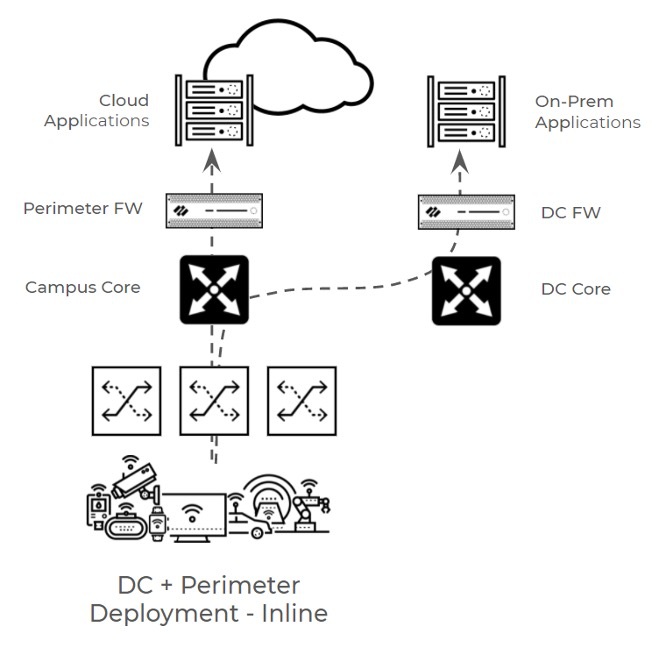 Cloud
Applications
On-Prem
Applications
Perimeter FW
DC FW
Campus Core
DC Core
DC + Perimeter
Deployment - Inline